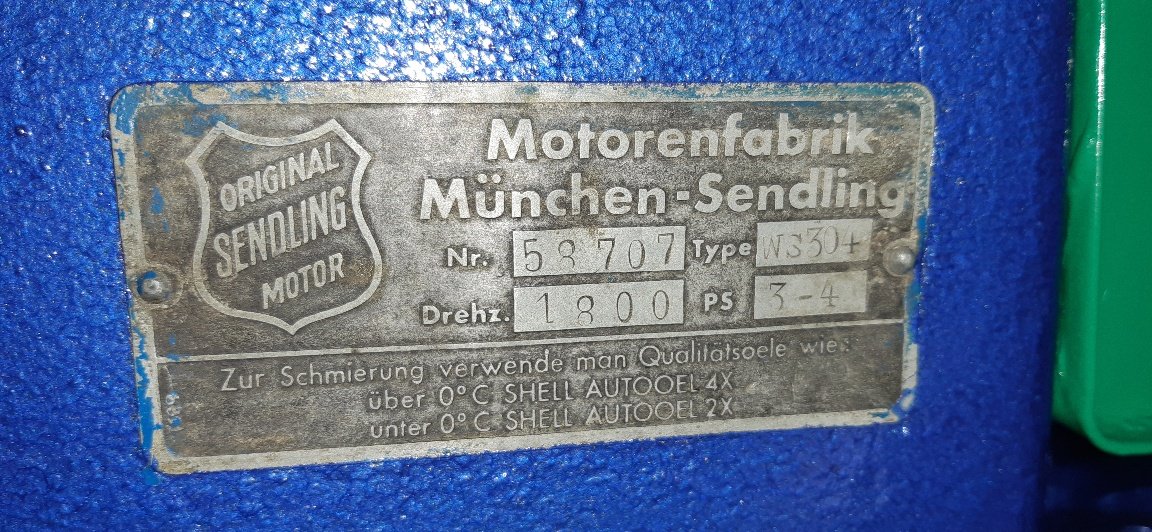 ORIGINAL
SENDLING
MOTOR
Motorenfabrik
München-Sendling
Nr. 58707 Type WS304
Drehz. 1800 PS 3-4
Zur Schmierung verwende man Qualitätsoele wie:
über 0°C SHELL AUTOOEL 4X
unter 0°C SHELL AUTOOEL 2X